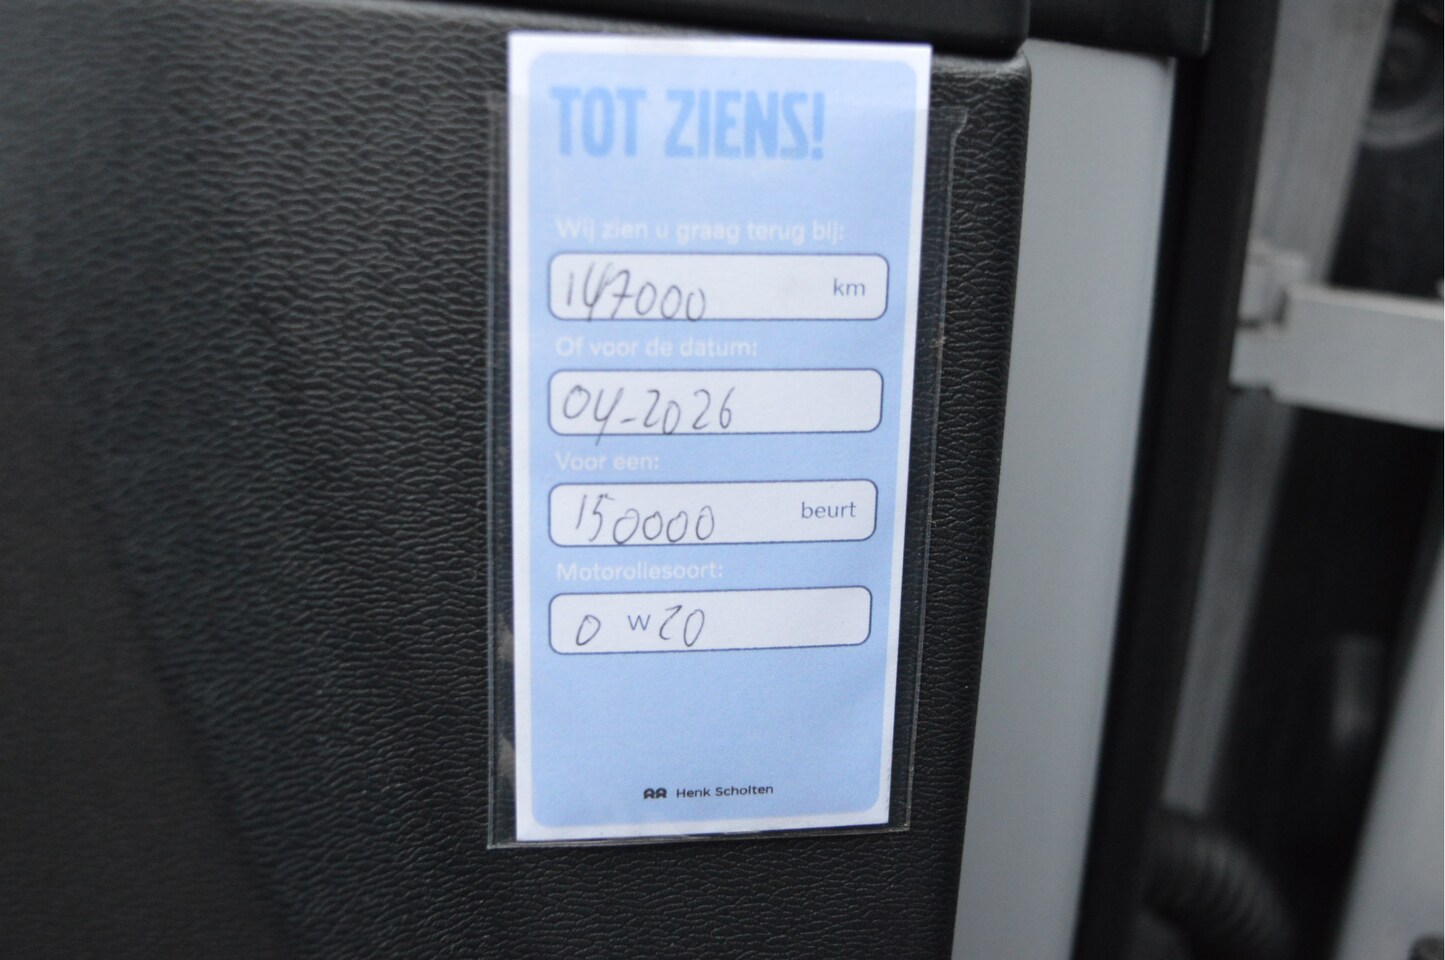 TOT ZIENS!
Wij zien u graag terug bij:
147000 km
Of voor de datum:
04-2026
Voor een:
150000 beurt
Motoroliesoort:
0 W 20
Henk Scholten